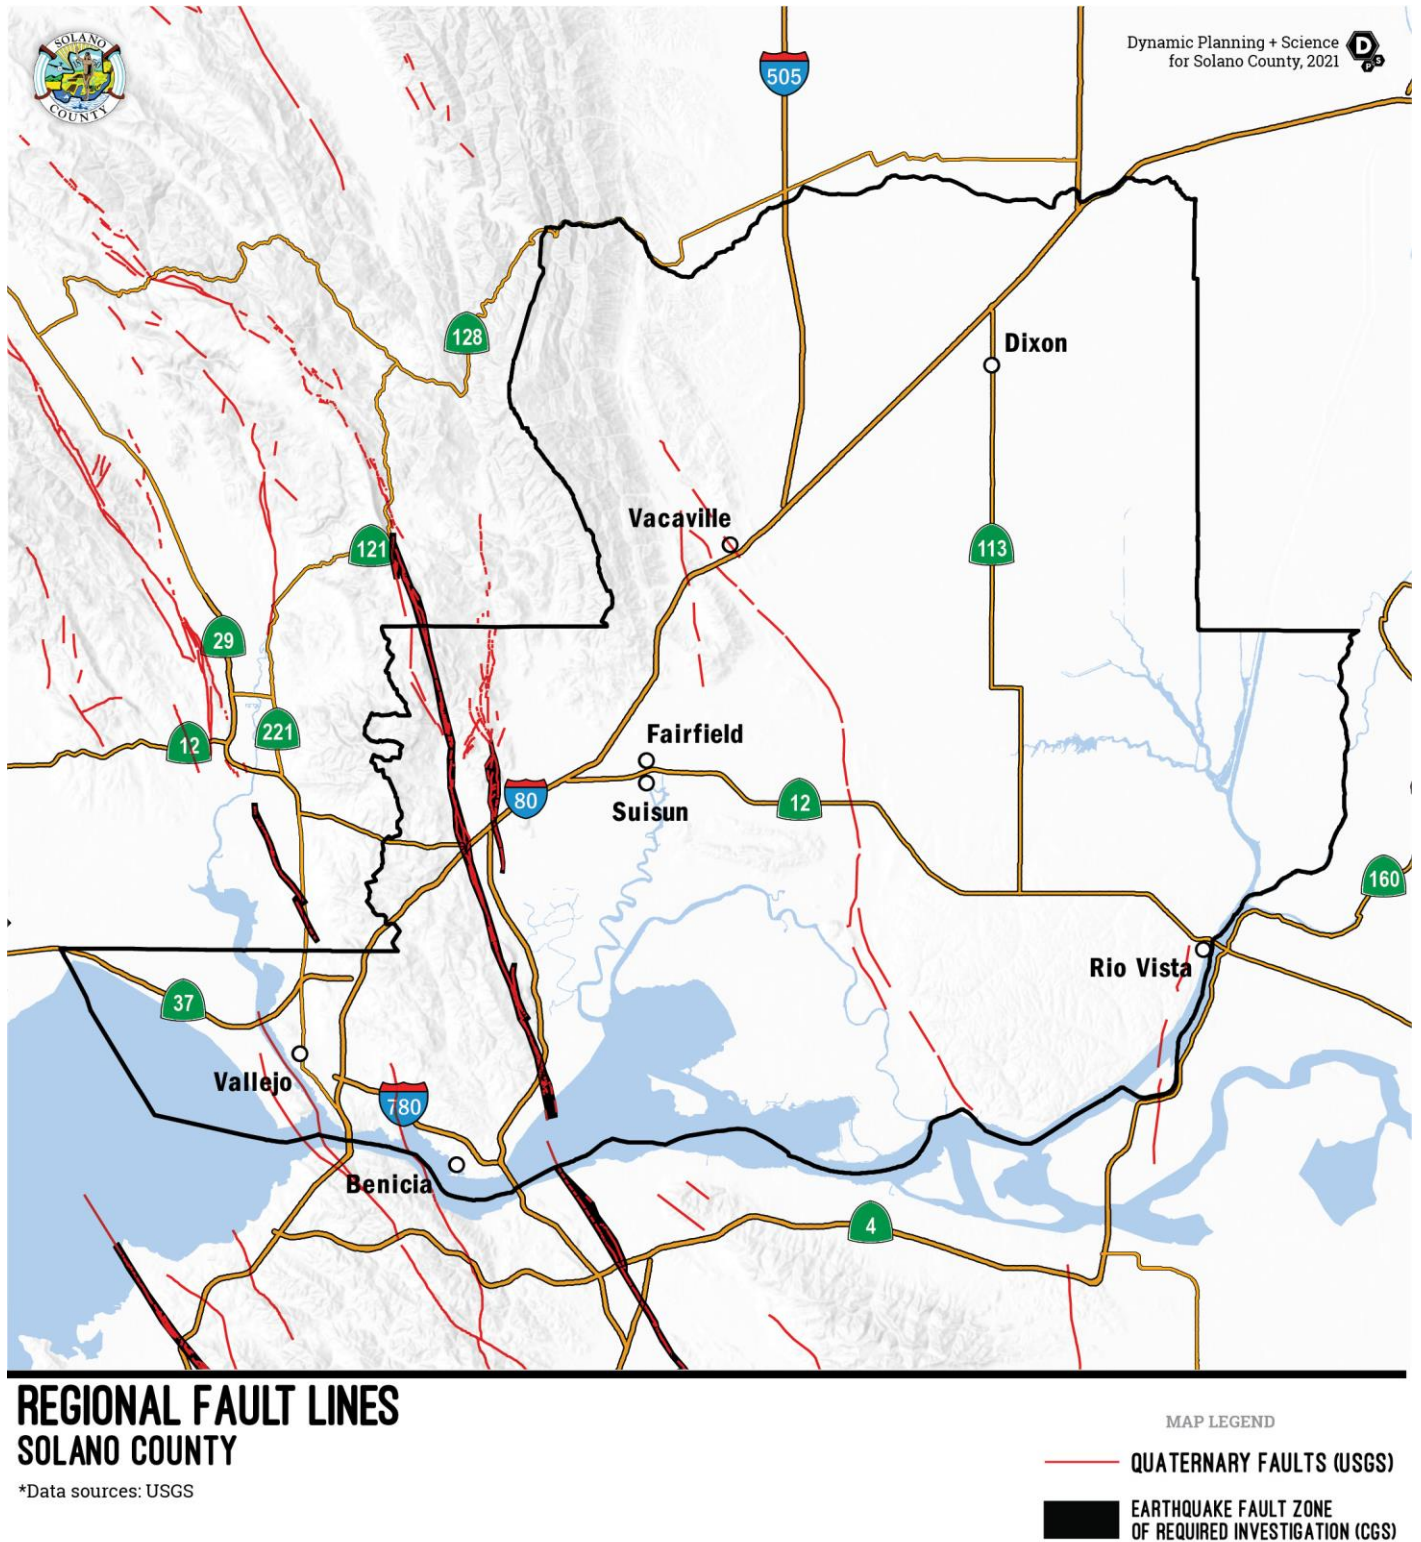 SOLANO
COUNTY
Dynamic Planning + Science
for Solano County, 2021
D
P S
505
128
Dixon
Vacaville
121
113
29
221
12
Fairfield
80
Suisun
12
160
Rio Vista
37
Vallejo
780
Benicia
4
REGIONAL FAULT LINES
SOLANO COUNTY
*Data sources: USGS
MAP LEGEND
QUATERNARY FAULTS (USGS)
EARTHQUAKE FAULT ZONE
OF REQUIRED INVESTIGATION (CGS)